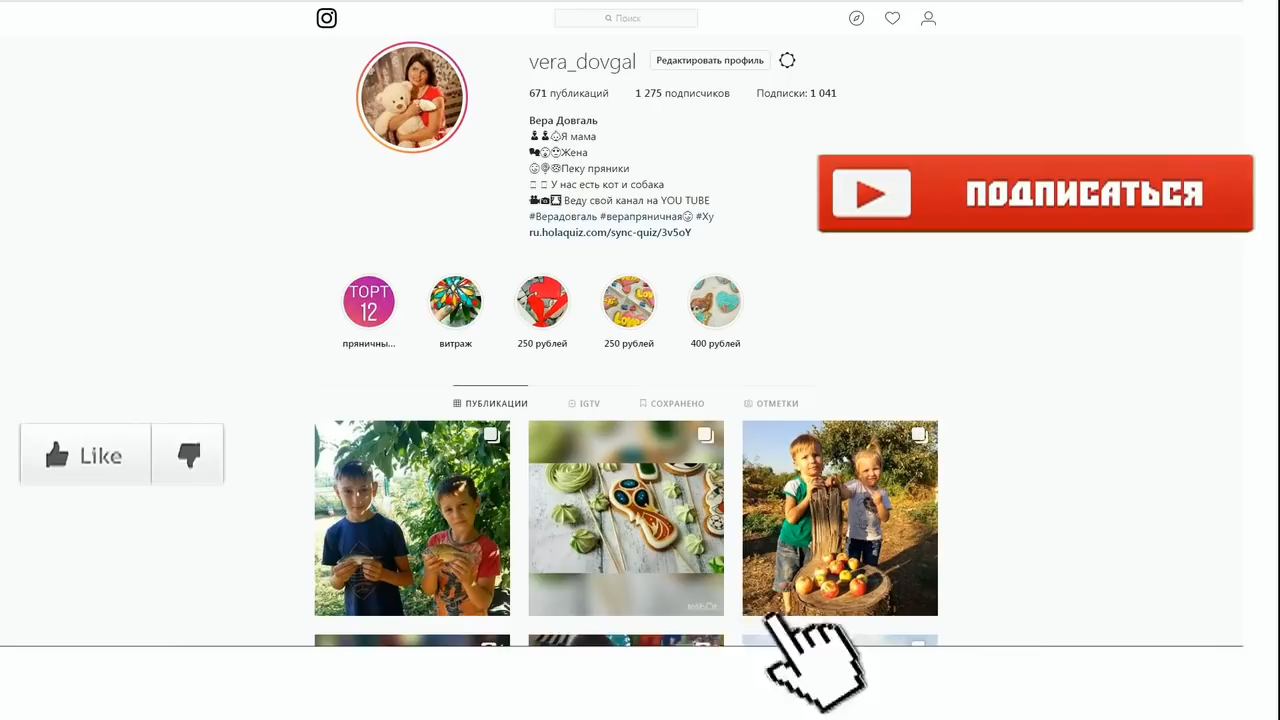 Поиск
vera_dovgal
Редактировать профиль
671 публикаций 1 275 подписчиков Подписки: 1 041
Вера Довгаль
Я мама
Жена
Пеку пряники
У нас есть кот и собака
Веду свой канал на YOU TUBE
#Верадовгаль #верапряничная #Ху
ru.holaquiz.com/sync-quiz/3v5oY
ПОДПИСАТЬСЯ
ТОРТ
12
пряничны... витраж 250 рублей 250 рублей 400 рублей
ПУБЛИКАЦИИ IGTV СОХРАНЕНО ОТМЕТКИ
Like